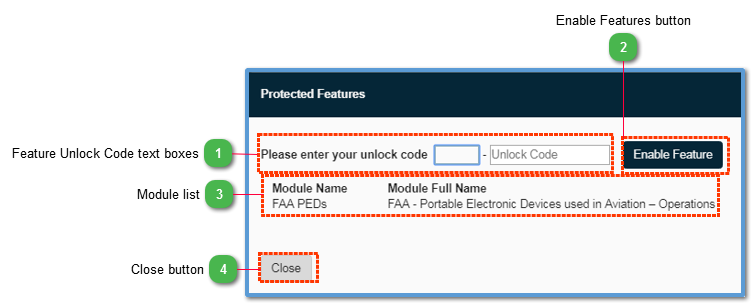 Enable Features button
2
Protected Features
Feature Unlock Code text boxes 1 Please enter your unlock code - Unlock Code Enable Feature
Module Name Module Full Name
Module list 3 FAA PEDs FAA - Portable Electronic Devices used in Aviation – Operations
Close button 4 Close